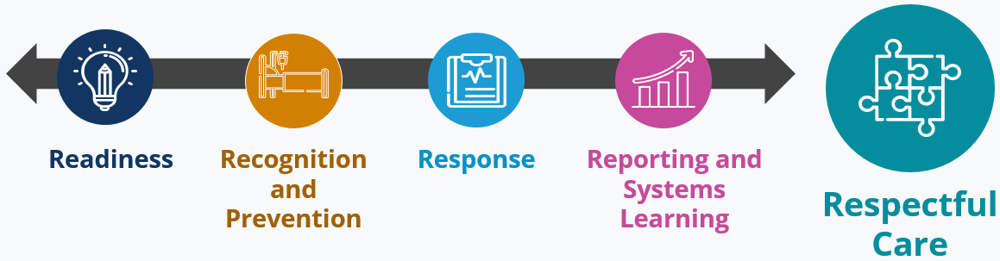 Readiness
Recognition
and
Prevention
Response
Reporting and
Systems
Learning
Respectful
Care